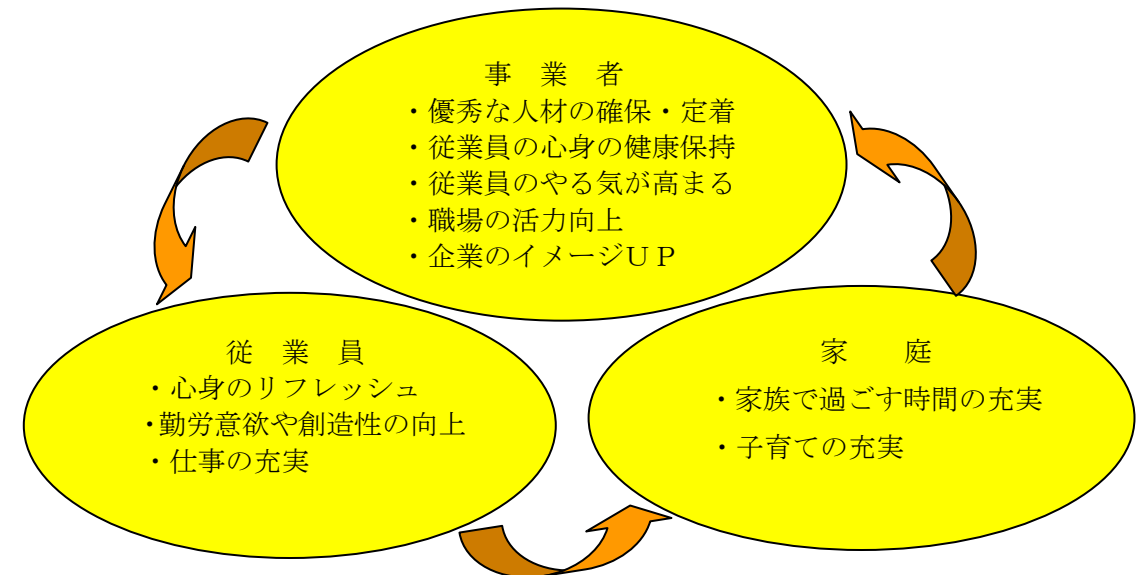 事　業　者
・優秀な人材の確保・定着
・従業員の心身の健康保持
・従業員のやる気が高まる
・職場の活力向上
・企業のイメージＵＰ
従　業　員
・心身のリフレッシュ
・勤労意欲や創造性の向上
・仕事の充実
家　　庭
・家族で過ごす時間の充実
・子育ての充実